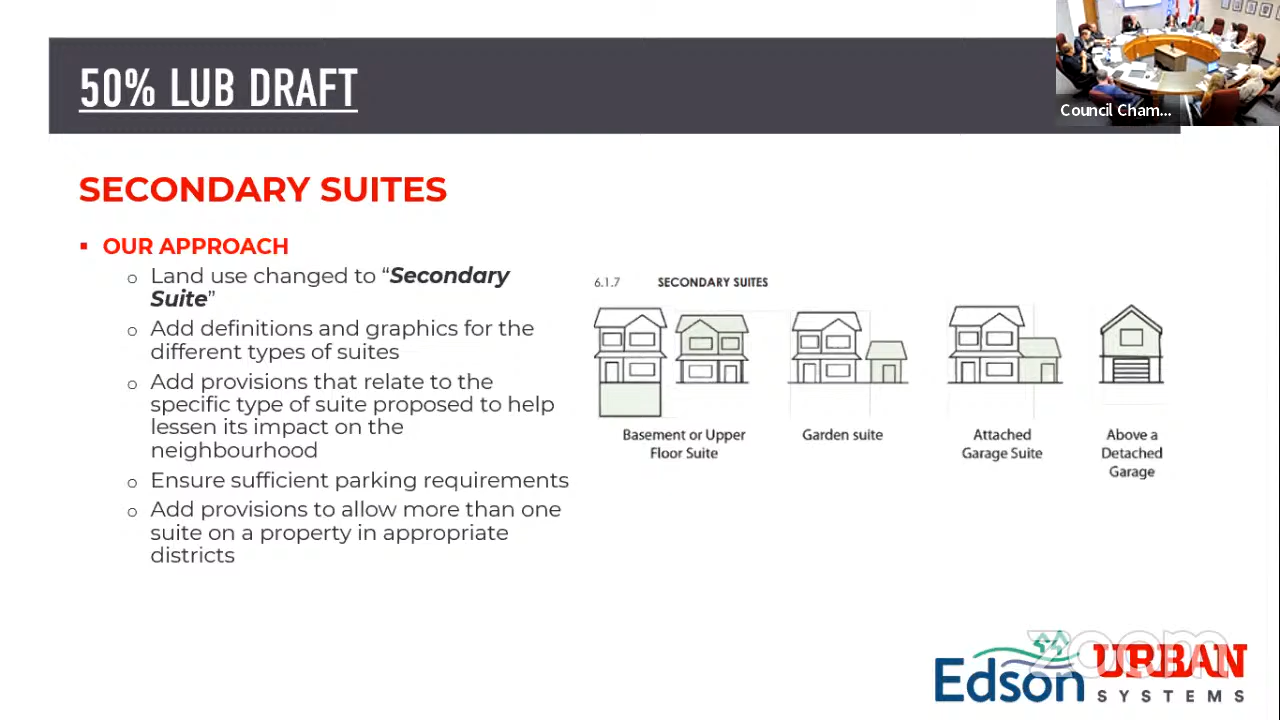 50% LUB DRAFT
Council Cham...
SECONDARY SUITES
▪ OUR APPROACH
o Land use changed to “Secondary
Suite”
o Add definitions and graphics for the
different types of suites
o Add provisions that relate to the
specific type of suite proposed to help
lessen its impact on the
neighbourhood
o Ensure sufficient parking requirements
o Add provisions to allow more than one
suite on a property in appropriate
districts
6.1.7 SECONDARY SUITES
Basement or Upper
Floor Suite
Garden suite
Attached
Garage Suite
Above a
Detached
Garage
zoom
Edson
URBAN
SYSTEMS